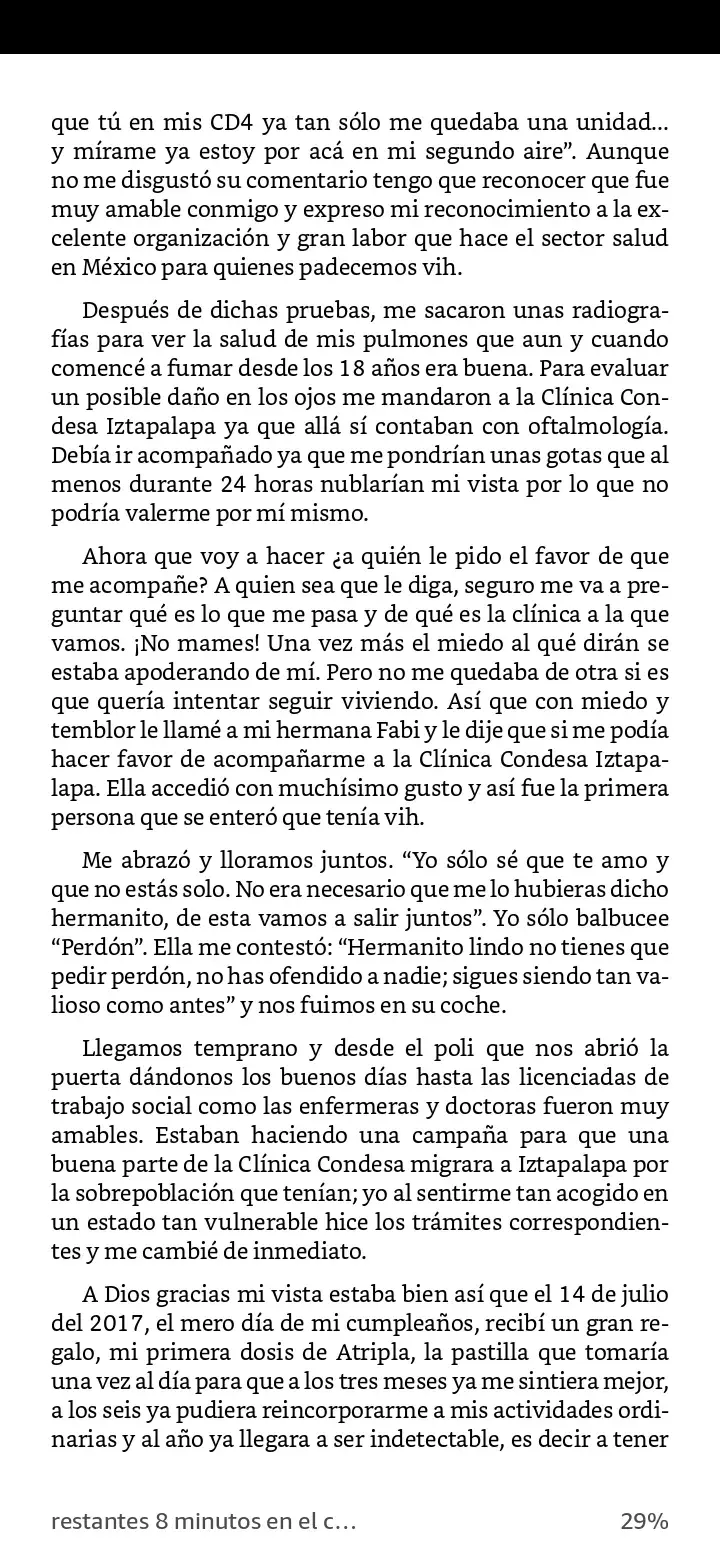 que tú en mis CD4 ya tan sólo me quedaba una unidad...
y mírame ya estoy por acá en mi segundo aire”. Aunque
no me disgustó su comentario tengo que reconocer que fue
muy amable conmigo y expreso mi reconocimiento a la ex-
celente organización y gran labor que hace el sector salud
en México para quienes padecemos vih.
Después de dichas pruebas, me sacaron unas radiogra-
fías para ver la salud de mis pulmones que aun y cuando
comencé a fumar desde los 18 años era buena. Para evaluar
un posible daño en los ojos me mandaron a la Clínica Con-
desa Iztapalapa ya que allá sí contaban con oftalmología.
Debía ir acompañado ya que me pondrían unas gotas que al
menos durante 24 horas nublarían mi vista por lo que no
podría valerme por mí mismo.
Ahora que voy a hacer ¿a quién le pido el favor de que
me acompañe? A quien sea que le diga, seguro me va a pre-
guntar qué es lo que me pasa y de qué es la clínica a la que
vamos. ¡No mames! Una vez más el miedo al qué dirán se
estaba apoderando de mí. Pero no me quedaba de otra si es
que quería intentar seguir viviendo. Así que con miedo y
temblor le llamé a mi hermana Fabi y le dije que si me podía
hacer favor de acompañarme a la Clínica Condesa Iztapa-
lapa. Ella accedió con muchísimo gusto y así fue la primera
persona que se enteró que tenía vih.
Me abrazó y lloramos juntos. “Yo sólo sé que te amo y
que no estás solo. No era necesario que me lo hubieras dicho
hermanito, de esta vamos a salir juntos”. Yo sólo balbucee
“Perdón”. Ella me contestó: “Hermanito lindo no tienes que
pedir perdón, no has ofendido a nadie; sigues siendo tan va-
lioso como antes” y nos fuimos en su coche.
Llegamos temprano y desde el poli que nos abrió la
puerta dándonos los buenos días hasta las licenciadas de
trabajo social como las enfermeras y doctoras fueron muy
amables. Estaban haciendo una campaña para que una
buena parte de la Clínica Condesa migrara a Iztapalapa por
la sobrepoblación que tenían; yo al sentirme tan acogido en
un estado tan vulnerable hice los trámites correspondien-
tes y me cambié de inmediato.
A Dios gracias mi vista estaba bien así que el 14 de julio
del 2017, el mero día de mi cumpleaños, recibí un gran re-
galo, mi primera dosis de Atripla, la pastilla que tomaría
una vez al día para que a los tres meses ya me sintiera mejor,
a los seis ya pudiera reincorporarme a mis actividades ordi-
narias y al año ya llegara a ser indetectable, es decir a tener
restantes 8 minutos en el c... 29%